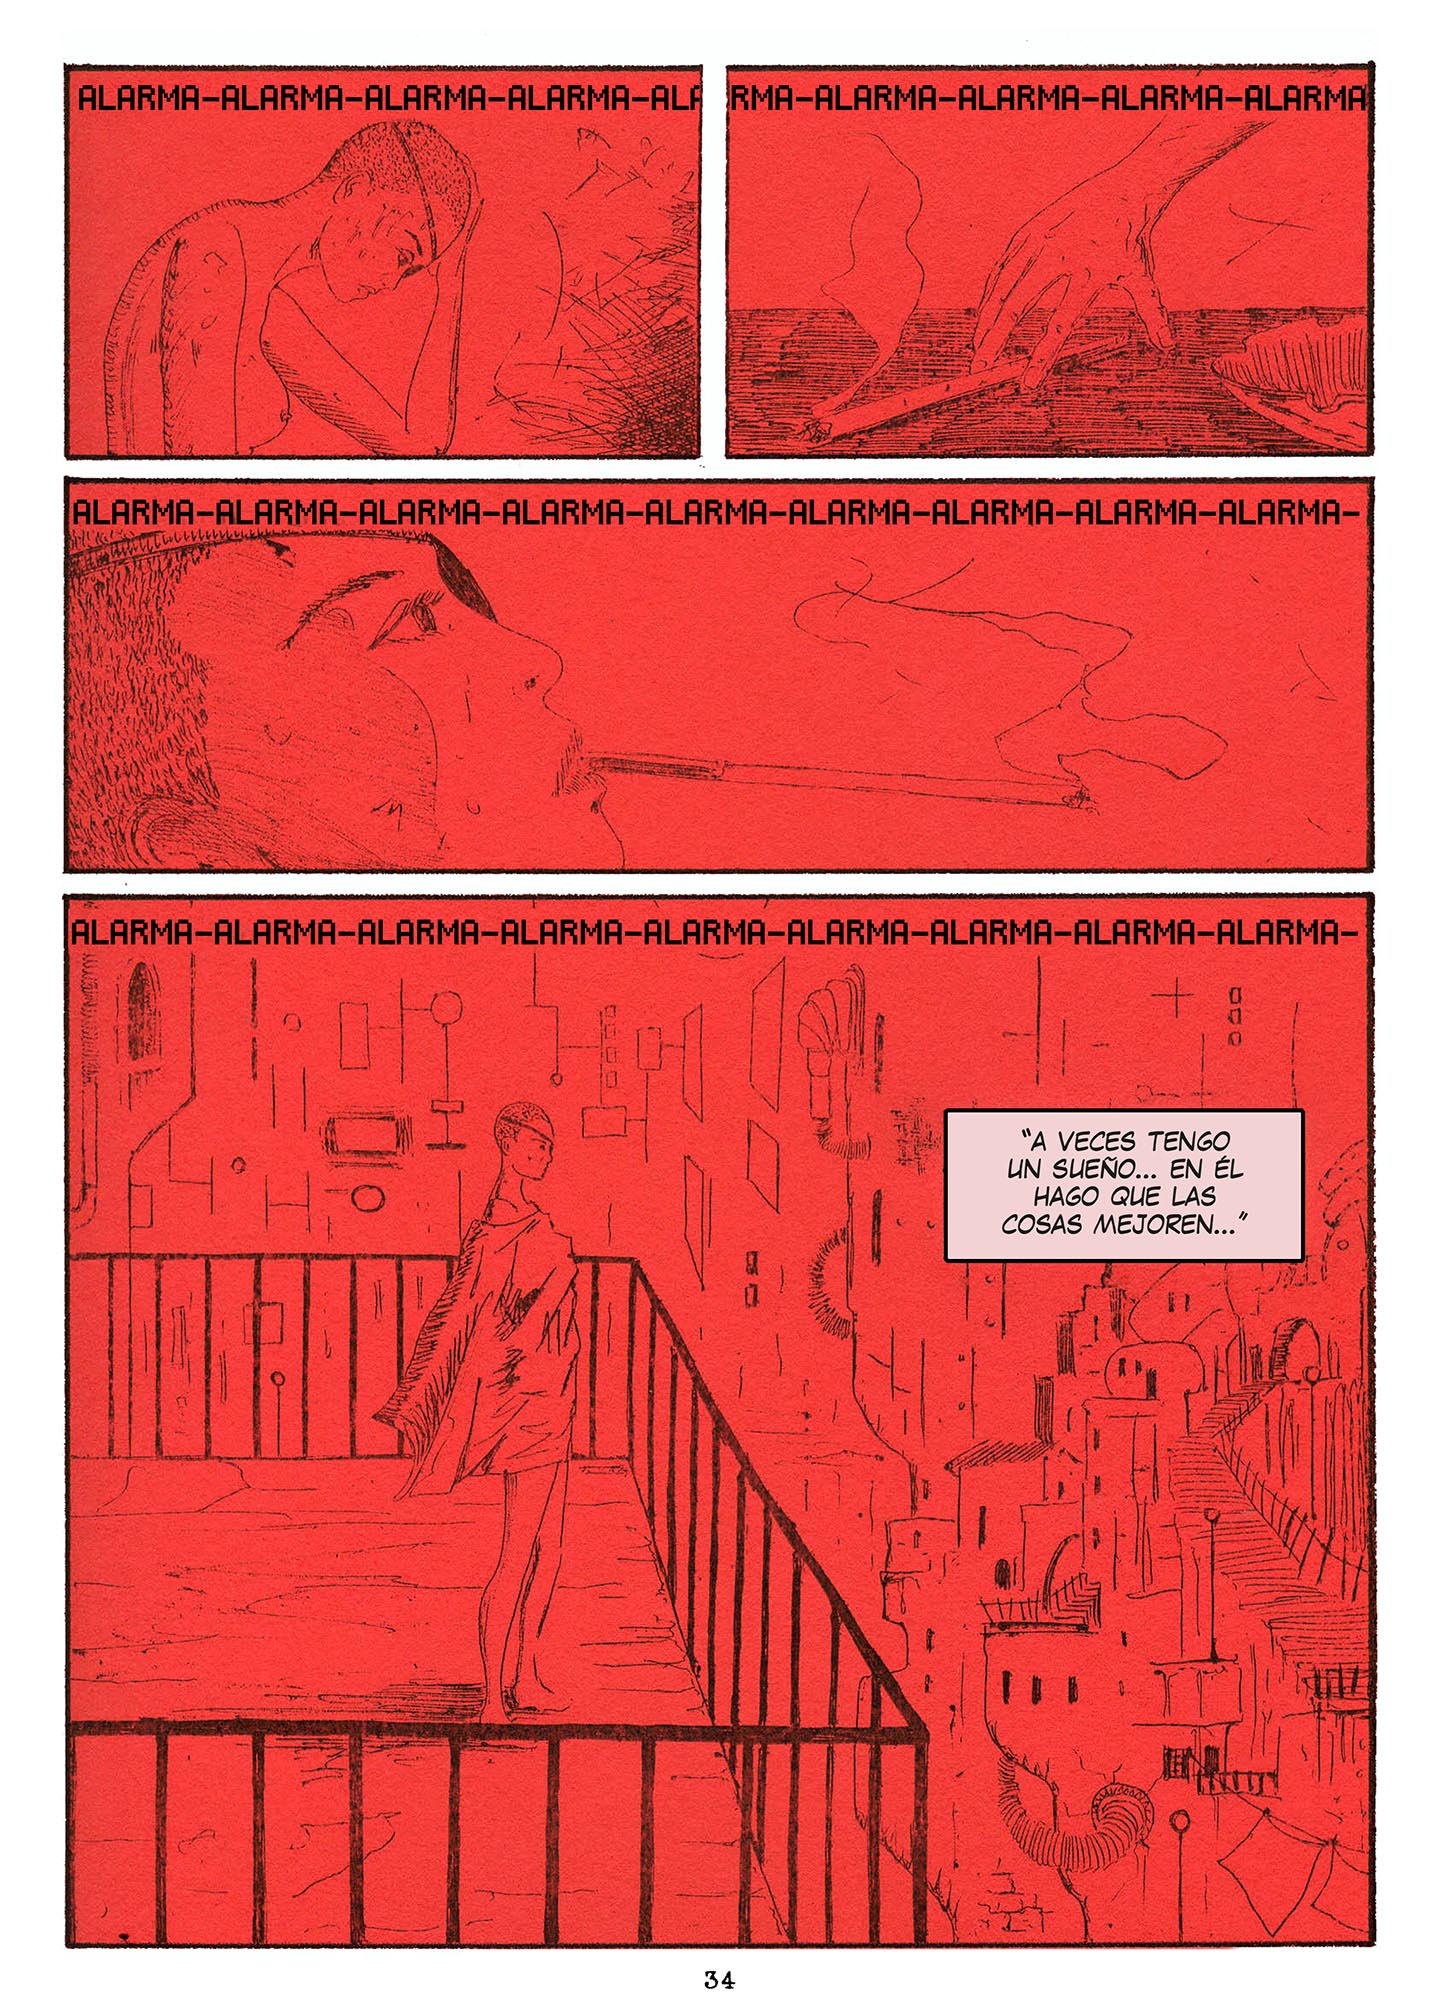 ALARMA-ALARMA-ALARMA-ALARMA-ALA
RMA-ALARMA-ALARMA-ALARMA-ALARMA
ALARMA-ALARMA-ALARMA-ALARMA-ALARMA-ALARMA-ALARMA-ALARMA-ALARMA-
ALARMA-ALARMA-ALARMA-ALARMA-ALARMA-ALARMA-ALARMA-ALARMA-ALARMA-
"A VECES TENGO
UN SUEÑO... EN ÉL
HAGO QUE LAS
COSAS MEJOREN..."
34